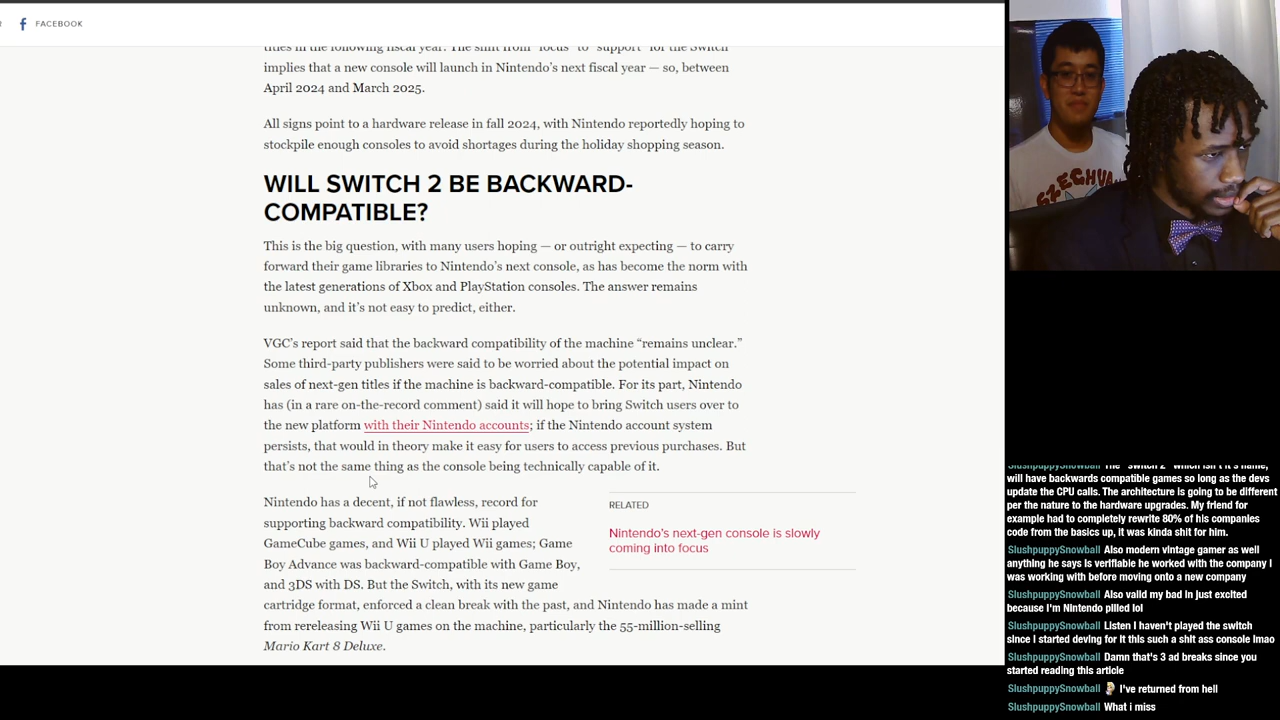 FACEBOOK
titles in the following fiscal year. The shift from "focus" to "support" for the Switch
implies that a new console will launch in Nintendo's next fiscal year — so, between
April 2024 and March 2025.
All signs point to a hardware release in fall 2024, with Nintendo reportedly hoping to
stockpile enough consoles to avoid shortages during the holiday shopping season.
WILL SWITCH 2 BE BACKWARD-
COMPATIBLE?
This is the big question, with many users hoping — or outright expecting — to carry
forward their game libraries to Nintendo's next console, as has become the norm with
the latest generations of Xbox and PlayStation consoles. The answer remains
unknown, and it's not easy to predict, either.
VGC's report said that the backward compatibility of the machine "remains unclear."
Some third-party publishers were said to be worried about the potential impact on
sales of next-gen titles if the machine is backward-compatible. For its part, Nintendo
has (in a rare on-the-record comment) said it will hope to bring Switch users over to
the new platform with their Nintendo accounts; if the Nintendo account system
persists, that would in theory make it easy for users to access previous purchases. But
that's not the same thing as the console being technically capable of it.
Nintendo has a decent, if not flawless, record for
supporting backward compatibility. Wii played
GameCube games, and Wii U played Wii games; Game
Boy Advance was backward-compatible with Game Boy,
and 3DS with DS. But the Switch, with its new game
cartridge format, enforced a clean break with the past, and Nintendo has made a mint
from rereleasing Wii U games on the machine, particularly the 55-million-selling
Mario Kart 8 Deluxe.
RELATED
Nintendo's next-gen console is slowly
coming into focus
SlushpuppySnowball The "switch 2" which isn't it's name,
will have backwards compatible games so long as the devs
update the CPU calls. The architecture is going to be different
per the nature to the hardware upgrades. My friend for
example had to completely rewrite 80% of his companies
code from the basics up, it was kinda shit for him.
SlushpuppySnowball Also modern vintage gamer as well
anything he says is verifiable he worked with the company I
was working with before moving onto a new company
SlushpuppySnowball Also valid my bad in just excited
because I'm Nintendo pilled lol
SlushpuppySnowball Listen I haven't played the switch
since I started deving for it this such a shit ass console lmao
SlushpuppySnowball Damn that's 3 ad breaks since you
started reading this article
SlushpuppySnowball I've returned from hell
SlushpuppySnowball What i miss